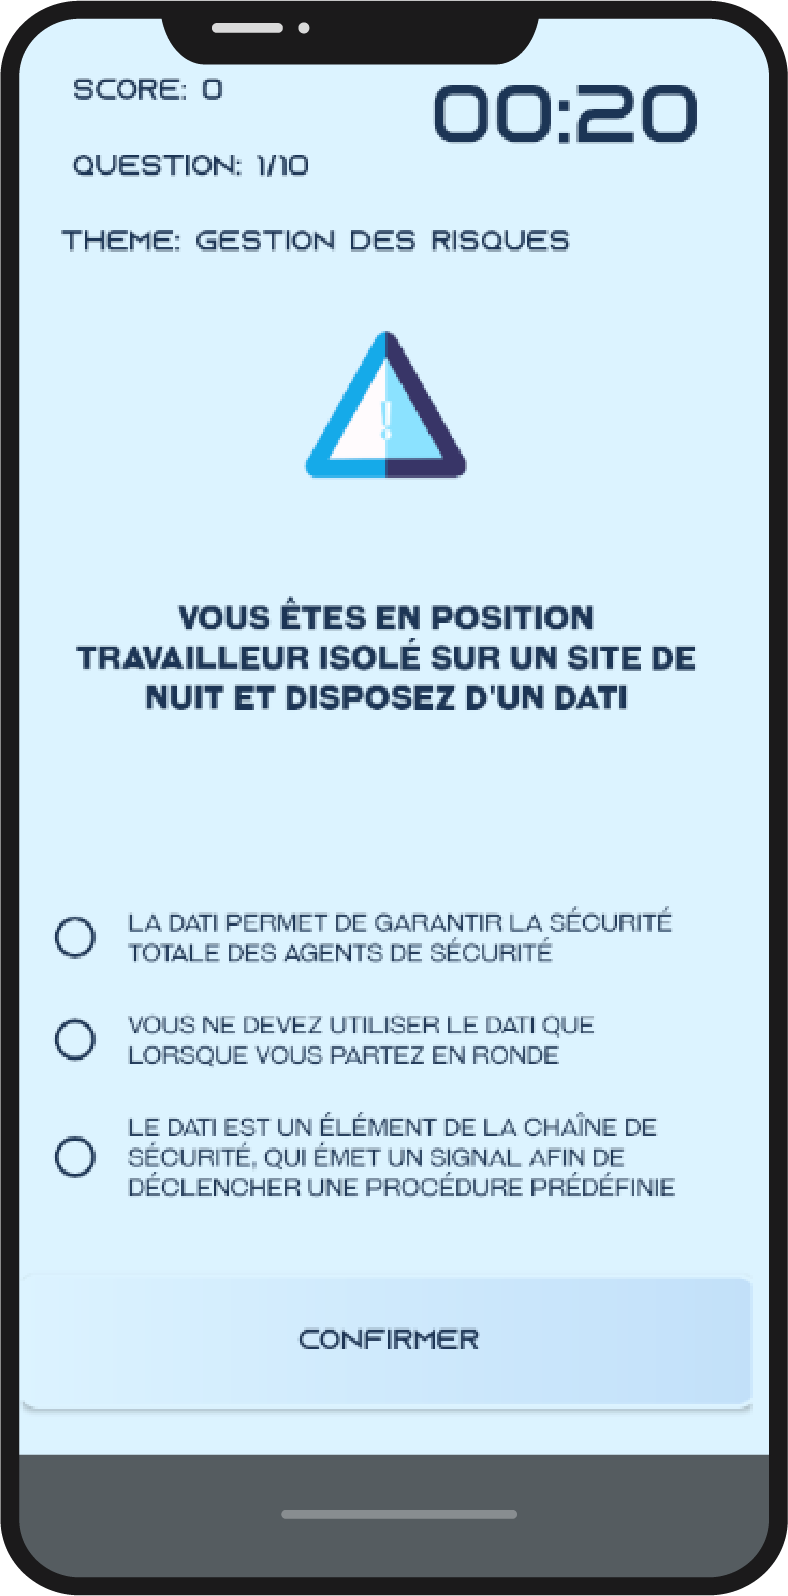 SCORE: 0
00:20
QUESTION: 1/10
THEME: GESTION DES RISQUES
!
VOUS ÊTES EN POSITION
TRAVAILLEUR ISOLÉ SUR UN SITE DE
NUIT ET DISPOSEZ D'UN DATI
LA DATI PERMET DE GARANTIR LA SÉCURITÉ
TOTALE DES AGENTS DE SÉCURITÉ
VOUS NE DEVEZ UTILISER LE DATI QUE
LORSQUE VOUS PARTEZ EN RONDE
LE DATI EST UN ÉLÉMENT DE LA CHAÎNE DE
SÉCURITÉ, QUI ÉMET UN SIGNAL AFIN DE
DÉCLENCHER UNE PROCÉDURE PRÉDÉFINIE
CONFIRMER